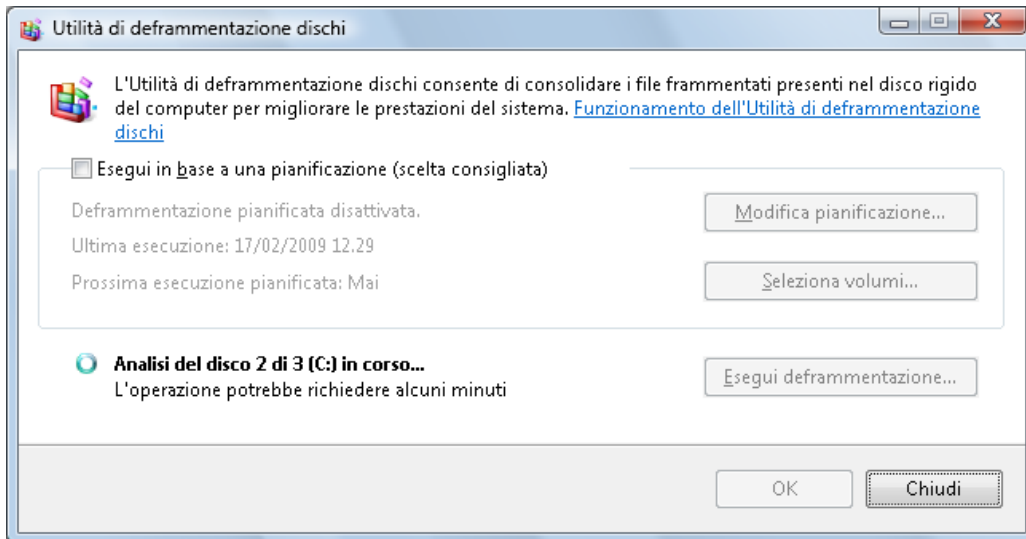 Utilità di deframmentazione dischi
L'Utilità di deframmentazione dischi consente di consolidare i file frammentati presenti nel disco rigido
del computer per migliorare le prestazioni del sistema. Funzionamento dell'Utilità di deframmentazione
dischi
Esegui in base a una pianificazione (scelta consigliata)
Deframmentazione pianificata disattivata.
Modifica pianificazione...
Ultima esecuzione: 17/02/2009 12.29
Prossima esecuzione pianificata: Mai
Seleziona volumi...
Analisi del disco 2 di 3 (C:) in corso...
L'operazione potrebbe richiedere alcuni minuti
Esegui deframmentazione...
OK
Chiudi